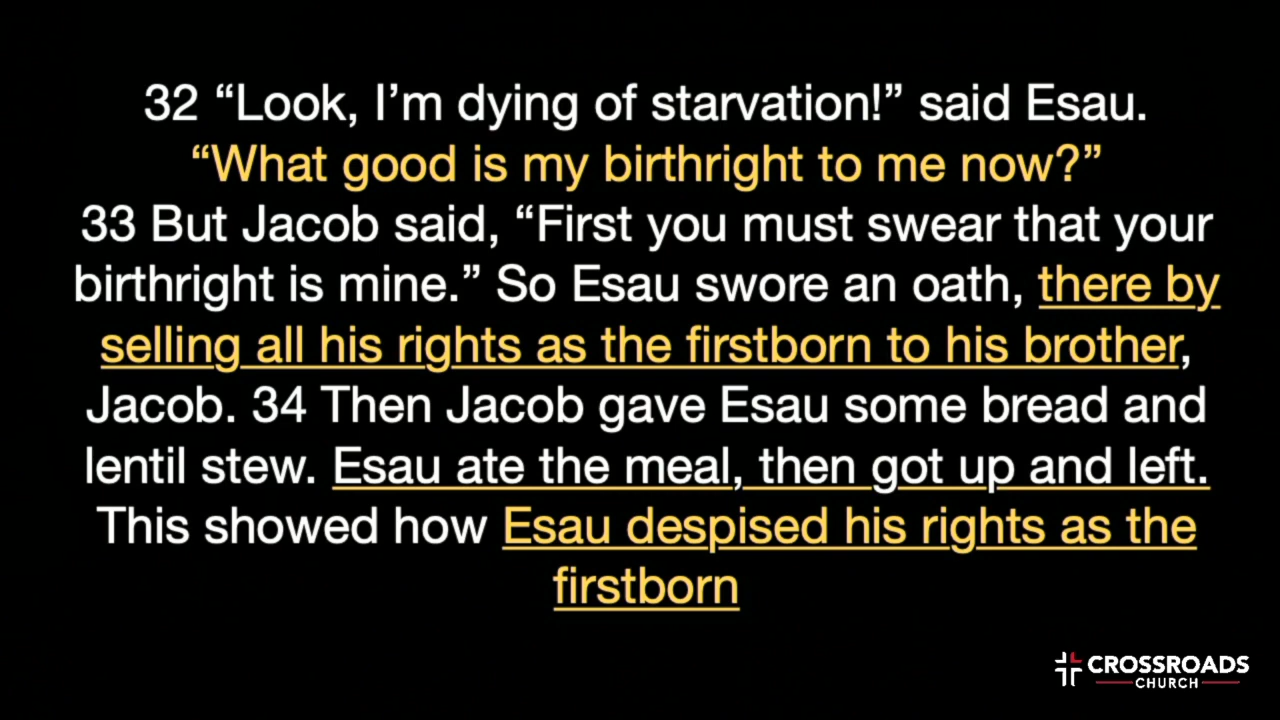 32 “Look, I’m dying of starvation!” said Esau.
“What good is my birthright to me now?”
33 But Jacob said, “First you must swear that your
birthright is mine.” So Esau swore an oath, there by
selling all his rights as the firstborn to his brother,
Jacob. 34 Then Jacob gave Esau some bread and
lentil stew. Esau ate the meal, then got up and left.
This showed how Esau despised his rights as the
firstborn
CROSSROADS
CHURCH